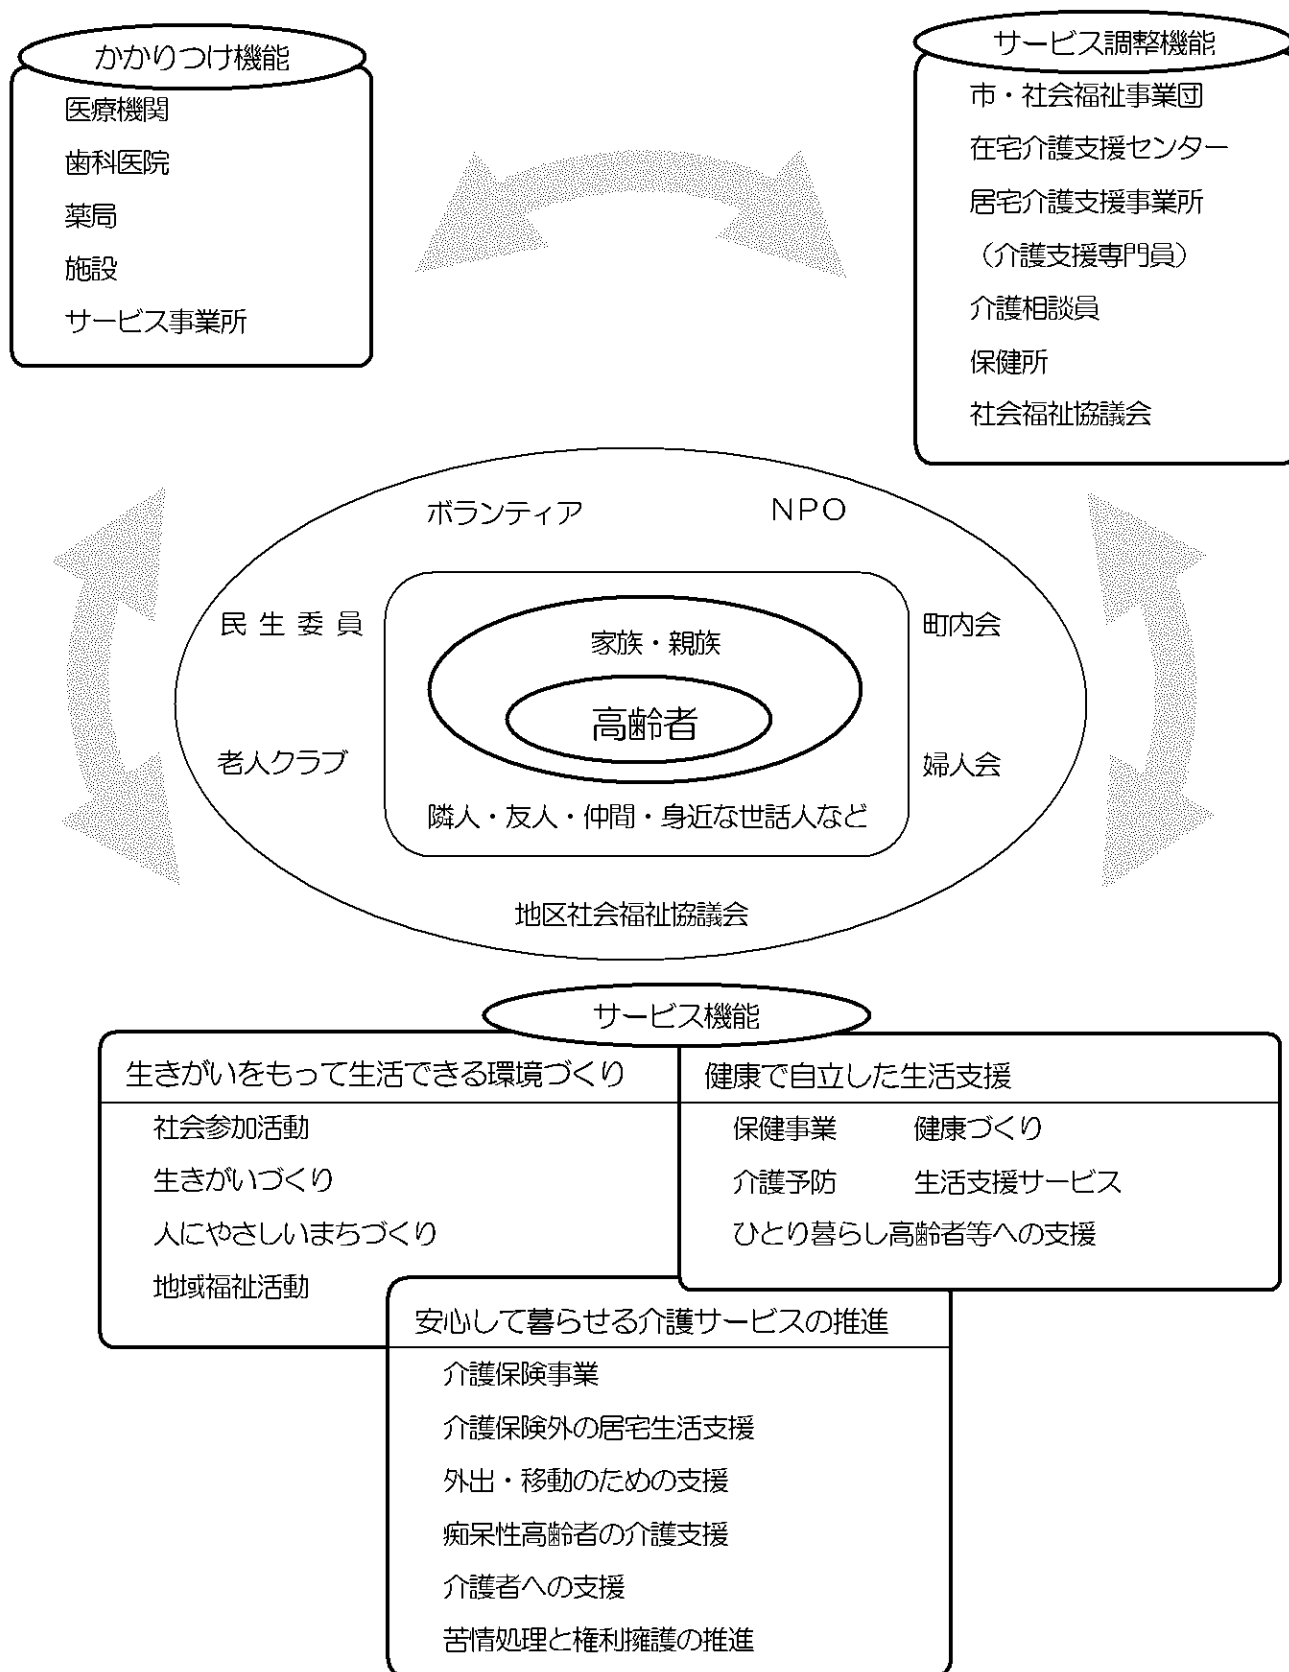 かかりつけ機能
医療機関
歯科医院
薬局
施設
サービス事業所
サービス調整機能
市・社会福祉事業団
在宅介護支援センター
居宅介護支援事業所
（介護支援専門員）
介護相談員
保健所
社会福祉協議会
ボランティア
NPO
民生委員
町内会
家族・親族
高齢者
老人クラブ
婦人会
隣人・友人・仲間・身近な世話人など
地区社会福祉協議会
サービス機能
生きがいをもって生活できる環境づくり
社会参加活動
生きがいづくり
人にやさしいまちづくり
地域福祉活動
健康で自立した生活支援
保健事業 健康づくり
介護予防 生活支援サービス
ひとり暮らし高齢者等への支援
安心して暮らせる介護サービスの推進
介護保険事業
介護保険外の居宅生活支援
外出・移動のための支援
痴呆性高齢者の介護支援
介護者への支援
苦情処理と権利擁護の推進